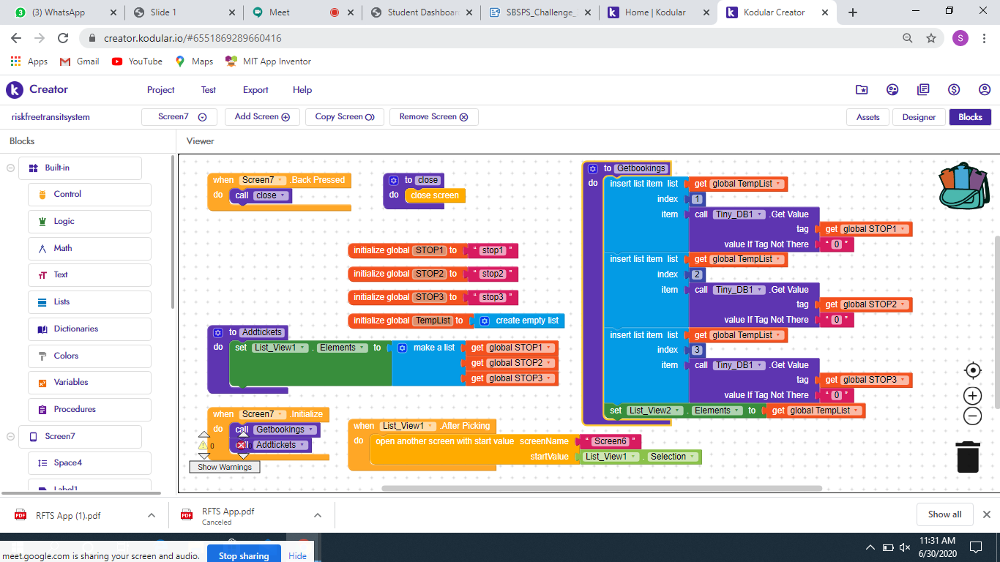 (3) WhatsApp
Slide 1
Meet
Student Dashboar
SBSPS_Challenge_
Home | Kodular
Kodular Creator
creator.kodular.io/#6551869289660416
S
Apps
Gmail
YouTube
Maps
MIT App Inventor
Creator
Project
Test
Export
Help
riskfreetransitsystem
Screen7
Add Screen
Copy Screen
Remove Screen
Assets
Designer
Blocks
Blocks
Viewer
Built-in
Control
Logic
Math
Text
Lists
Dictionaries
Colors
Variables
Procedures
Screen7
Space4
Label1
when Screen7 .Back Pressed
do call close
to close
do close screen
initialize global STOP1 to “ stop1 ”
initialize global STOP2 to “ stop2 ”
initialize global STOP3 to “ stop3 ”
initialize global TempList to create empty list
to Addtickets
do set List_View1 . Elements to make a list get global STOP1
get global STOP2
get global STOP3
when Screen7 .Initialize
do call Getbookings
Addtickets
0
Show Warnings
when List_View1 .After Picking
do open another screen with start value screenName “ Screen6 ”
startValue List_View1 . Selection
to Getbookings
do insert list item list get global TempList
index 1
item call Tiny_DB1 .Get Value
tag get global STOP1
value If Tag Not There “ 0 ”
insert list item list get global TempList
index 2
item call Tiny_DB1 .Get Value
tag get global STOP2
value If Tag Not There “ 0 ”
insert list item list get global TempList
index 3
item call Tiny_DB1 .Get Value
tag get global STOP3
value If Tag Not There “ 0 ”
set List_View2 . Elements to get global TempList
PDF
RFTS App (1).pdf
PDF
RFTS App.pdf
Canceled
Show all
meet.google.com is sharing your screen and audio.
Stop sharing
Hide
11:31 AM
6/30/2020